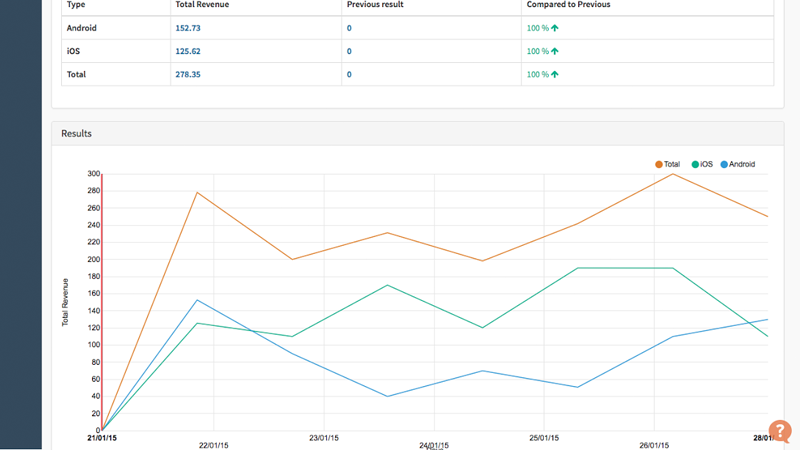 Type Total Revenue Previous result Compared to Previous
Android 152.73 0 100 %
iOS 125.62 0 100 %
Total 278.35 0 100 %
Results
Total iOS Android
300
280
260
240
220
200
180
160
140
120
100
80
60
40
20
0
Total Revenue
21/01/15 22/01/15 23/01/15 24/01/15 25/01/15 26/01/15
?